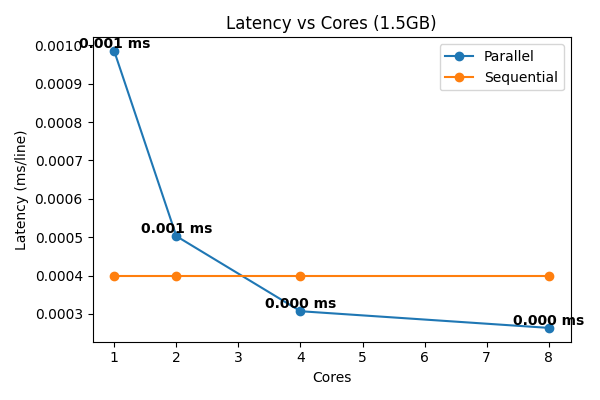 Latency vs Cores (1.5GB)
Parallel
Sequential
0.001 ms
0.001 ms
0.000 ms
0.000 ms
Latency (ms/line)
0.0010
0.0009
0.0008
0.0007
0.0006
0.0005
0.0004
0.0003
1 2 3 4 5 6 7 8
Cores